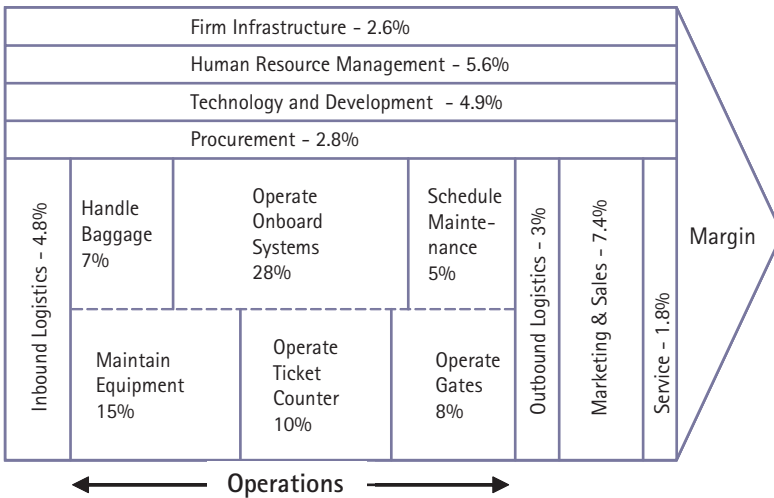 Firm Infrastructure - 2.6%
Human Resource Management - 5.6%
Technology and Development - 4.9%
Procurement - 2.8%
Inbound Logistics - 4.8%
Handle
Baggage
7%
Operate
Onboard
Systems
28%
Schedule
Mainte-
nance
5%
Maintain
Equipment
15%
Operate
Ticket
Counter
10%
Operate
Gates
8%
Outbound Logistics - 3%
Marketing & Sales - 7.4%
Service - 1.8%
Margin
Operations